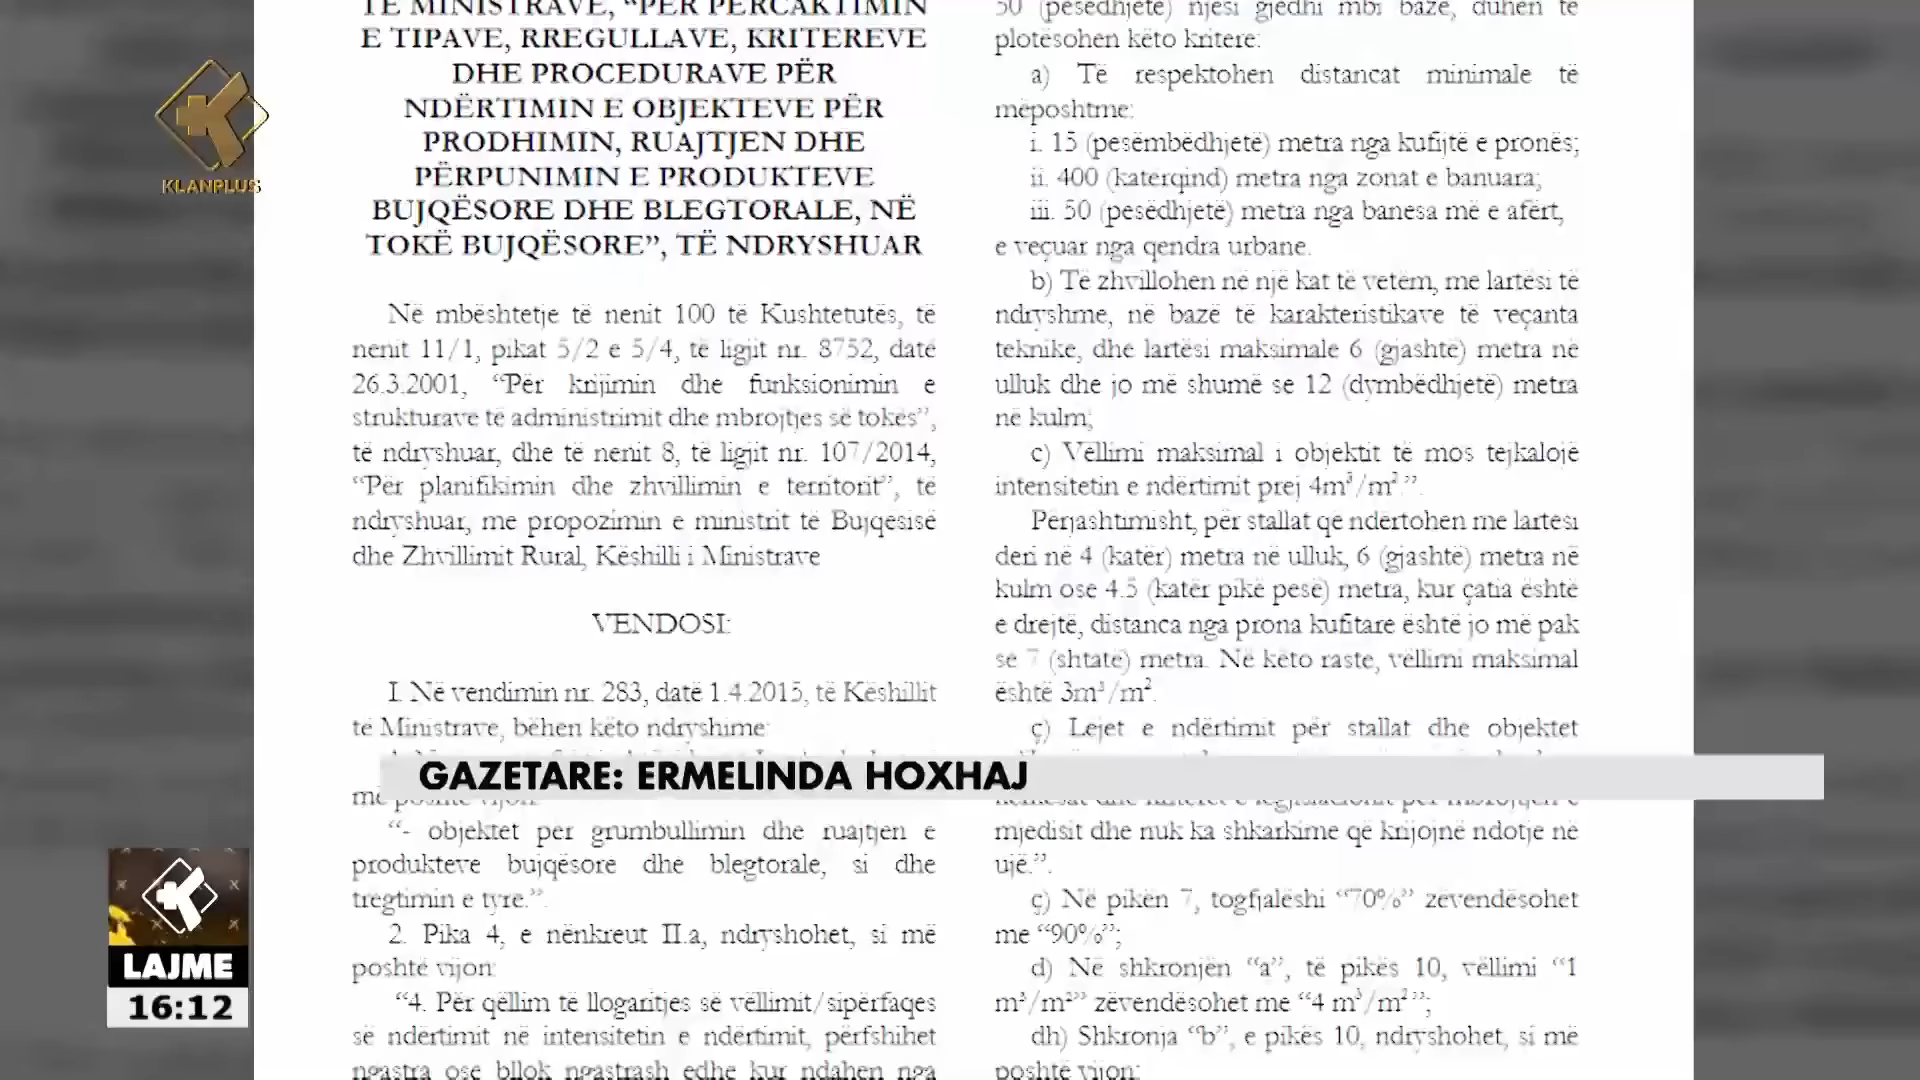 TË MINISTRAVE, “PËR PËRCAKTIMIN
E TIPAVE, RREGULLAVE, KRITEREVE
DHE PROCEDURAVE PËR
NDËRTIMIN E OBJEKTEVE PËR
PRODHIMIN, RUAJTJEN DHE
PËRPUNIMIN E PRODUKTEVE
BUJQËSORE DHE BLEGTORALE, NË
TOKË BUJQËSORE”, TË NDRYSHUAR
Në mbështetje të nenit 100 të Kushtetutës, të
nenit 11/1, pikat 5/2 e 5/4, të ligjit nr. 8752, datë
26.3.2001, “Për krijimin dhe funksionimin e
strukturave të administrimit dhe mbrojtjes së tokës”,
të ndryshuar, dhe të nenit 8, të ligjit nr. 107/2014,
“Për planifikimin dhe zhvillimin e territorit”, të
ndryshuar, me propozimin e ministrit të Bujqësisë
dhe Zhvillimit Rural, Këshilli i Ministrave
VENDOSI:
I. Në vendimin nr. 283, datë 1.4.2015, të Këshillit
të Ministrave, bëhen këto ndryshime:
më poshtë vijon:
“- objektet për grumbullimin dhe ruajtjen e
produkteve bujqësore dhe blegtorale, si dhe
tregtimin e tyre.”.
2. Pika 4, e nënkreut II.a, ndryshohet, si më
poshtë vijon:
“4. Për qëllim të llogaritjes së vëllimit/sipërfaqes
së ndërtimit në intensitetin e ndërtimit, përfshihet
ngastra ose bllok ngastrash edhe kur ndahen nga
50 (pesëdhjetë) njësi gjedhi mbi bazë, duhen të
plotësohen këto kritere:
a) Të respektohen distancat minimale të
mëposhtme:
i. 15 (pesëmbëdhjetë) metra nga kufijtë e pronës;
ii. 400 (katërqind) metra nga zonat e banuara;
iii. 50 (pesëdhjetë) metra nga banesa më e afërt,
e veçuar nga qendra urbane.
b) Të zhvillohen në një kat të vetëm, me lartësi të
ndryshme, në bazë të karakteristikave të veçanta
teknike, dhe lartësi maksimale 6 (gjashtë) metra në
ulluk dhe jo më shumë se 12 (dymbëdhjetë) metra
në kulm;
c) Vëllimi maksimal i objektit të mos tejkalojë
intensitetin e ndërtimit prej 4m³/m².”.
Përjashtimisht, për stallat që ndërtohen me lartësi
deri në 4 (katër) metra në ulluk, 6 (gjashtë) metra në
kulm ose 4.5 (katër pikë pesë) metra, kur çatia është
e drejtë, distanca nga prona kufitare është jo më pak
se 7 (shtatë) metra. Në këto raste, vëllimi maksimal
është 3m³/m².
ç) Lejet e ndërtimit për stallat dhe objektet
mjedisit dhe nuk ka shkarkime që krijojnë ndotje në
ujë.”.
ç) Në pikën 7, togfjalëshi “70%” zëvendësohet
me “90%”;
d) Në shkronjën “a”, të pikës 10, vëllimi “1
m³/m²” zëvendësohet me “4 m³/m²”;
dh) Shkronja “b”, e pikës 10, ndryshohet, si më
poshtë vijon:
KLANPLUS
GAZETARE: ERMELINDA HOXHAJ
LAJME
16:12